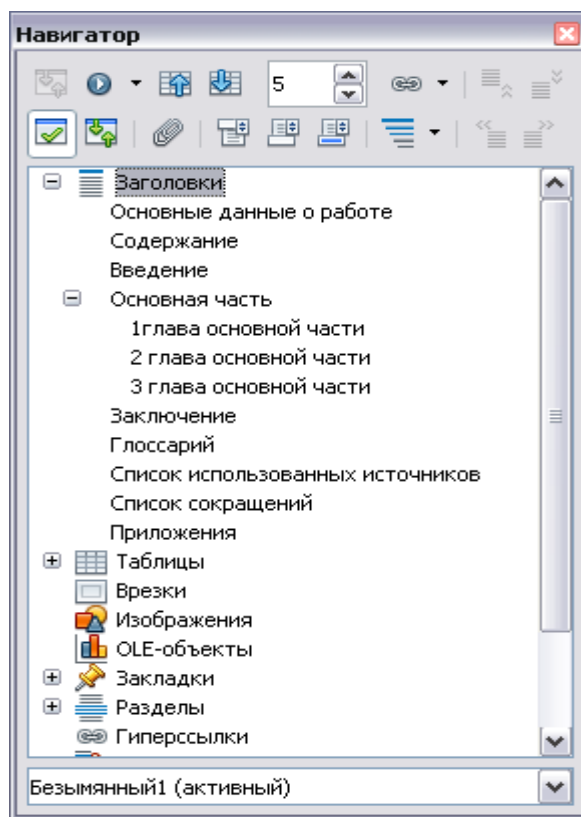 Навигатор
5
Заголовки
Основные данные о работе
Содержание
Введение
Основная часть
1глава основной части
2 глава основной части
3 глава основной части
Заключение
Глоссарий
Список использованных источников
Список сокращений
Приложения
Таблицы
Врезки
Изображения
OLE-объекты
Закладки
Разделы
Гиперссылки
Безымянный1 (активный)